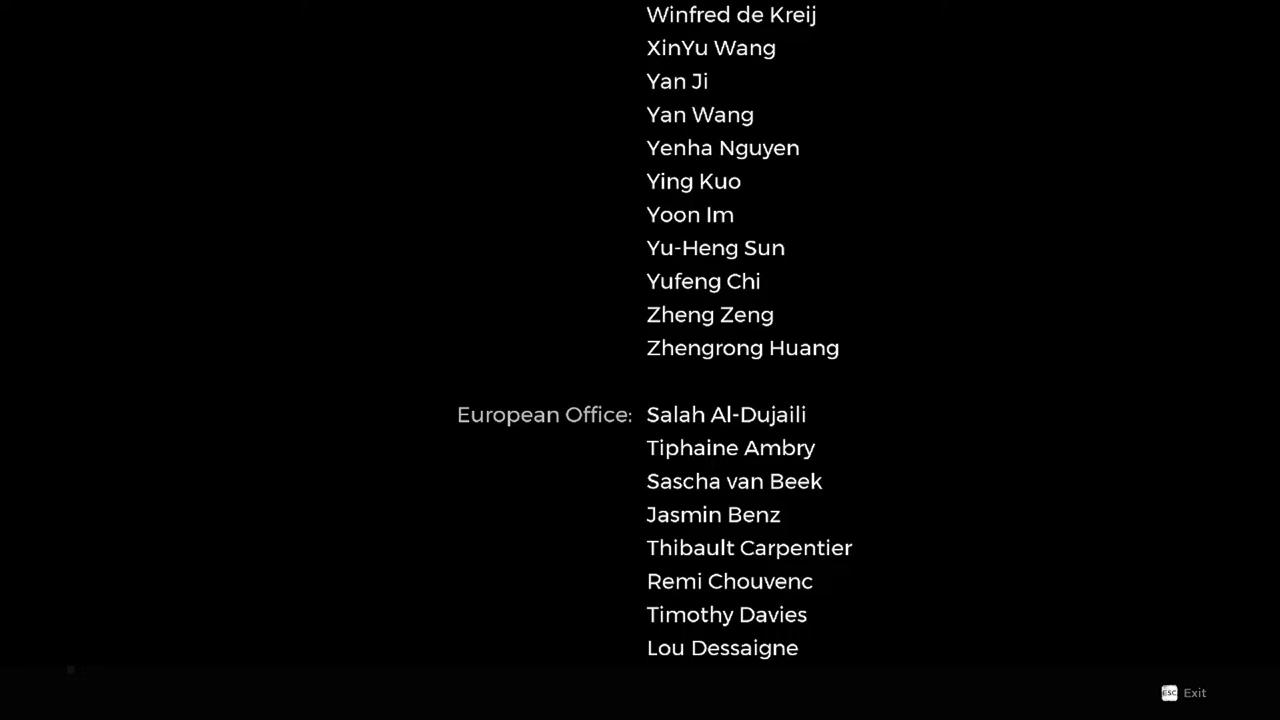 Winfred de Kreij
XinYu Wang
Yan Ji
Yan Wang
Yenha Nguyen
Ying Kuo
Yoon Im
Yu-Heng Sun
Yufeng Chi
Zheng Zeng
Zhengrong Huang
European Office: Salah Al-Dujaili
Tiphaine Ambry
Sascha van Beek
Jasmin Benz
Thibault Carpentier
Remi Chouvenc
Timothy Davies
Lou Dessaigne
ESC Exit